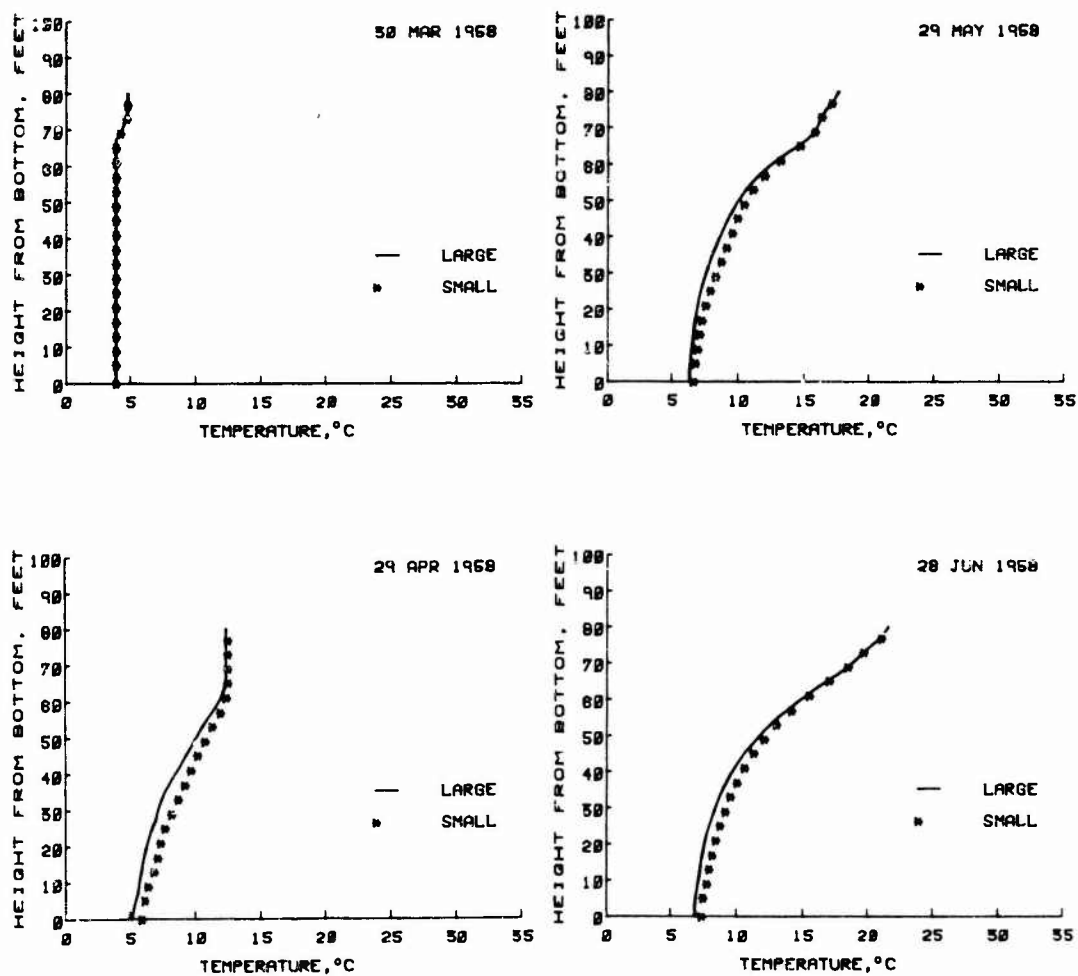 HEIGHT FROM BOTTOM, FEET
100
90
80
70
60
50
40
30
20
10
0
30 MAR 1968
LARGE
SMALL
0 5 10 15 20 25 30 35
TEMPERATURE,°C
HEIGHT FROM BOTTOM, FEET
100
90
80
70
60
50
40
30
20
10
0
29 MAY 1968
LARGE
SMALL
0 5 10 15 20 25 30 35
TEMPERATURE,°C
HEIGHT FROM BOTTOM, FEET
100
90
80
70
60
50
40
30
20
10
0
29 APR 1968
LARGE
SMALL
0 5 10 15 20 25 30 35
TEMPERATURE,°C
HEIGHT FROM BOTTOM, FEET
100
90
80
70
60
50
40
30
20
10
0
28 JUN 1968
LARGE
SMALL
0 5 10 15 20 25 30 35
TEMPERATURE,°C